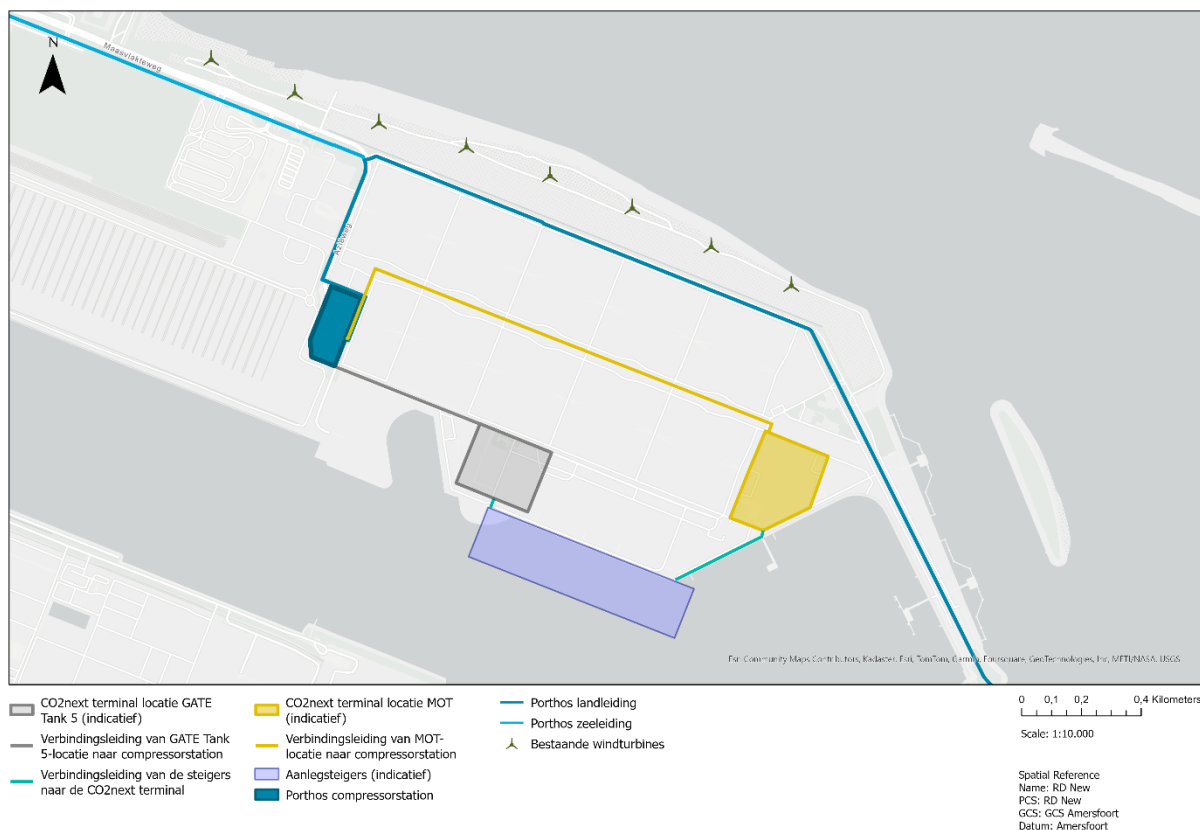 N
Maasvlakteweg
Azieweg
Esri Community Maps Contributors, Kadaster, Esri, TomTom, Garmin, Foursquare, GeoTechnologies, Inc, METI/NASA, USGS
CO2next terminal locatie GATE
Tank 5 (indicatief)
Verbindingsleiding van GATE Tank
5-locatie naar compressorstation
Verbindingsleiding van de steigers
naar de CO2next terminal
CO2next terminal locatie MOT
(indicatief)
Verbindingsleiding van MOT-
locatie naar compressorstation
Aanlegsteigers (indicatief)
Porthos compressorstation
Porthos landleiding
Porthos zeeleiding
Bestaande windturbines
0 0,1 0,2 0,4 Kilometers
Scale: 1:10.000
Spatial Reference
Name: RD New
PCS: RD New
GCS: GCS Amersfoort
Datum: Amersfoort